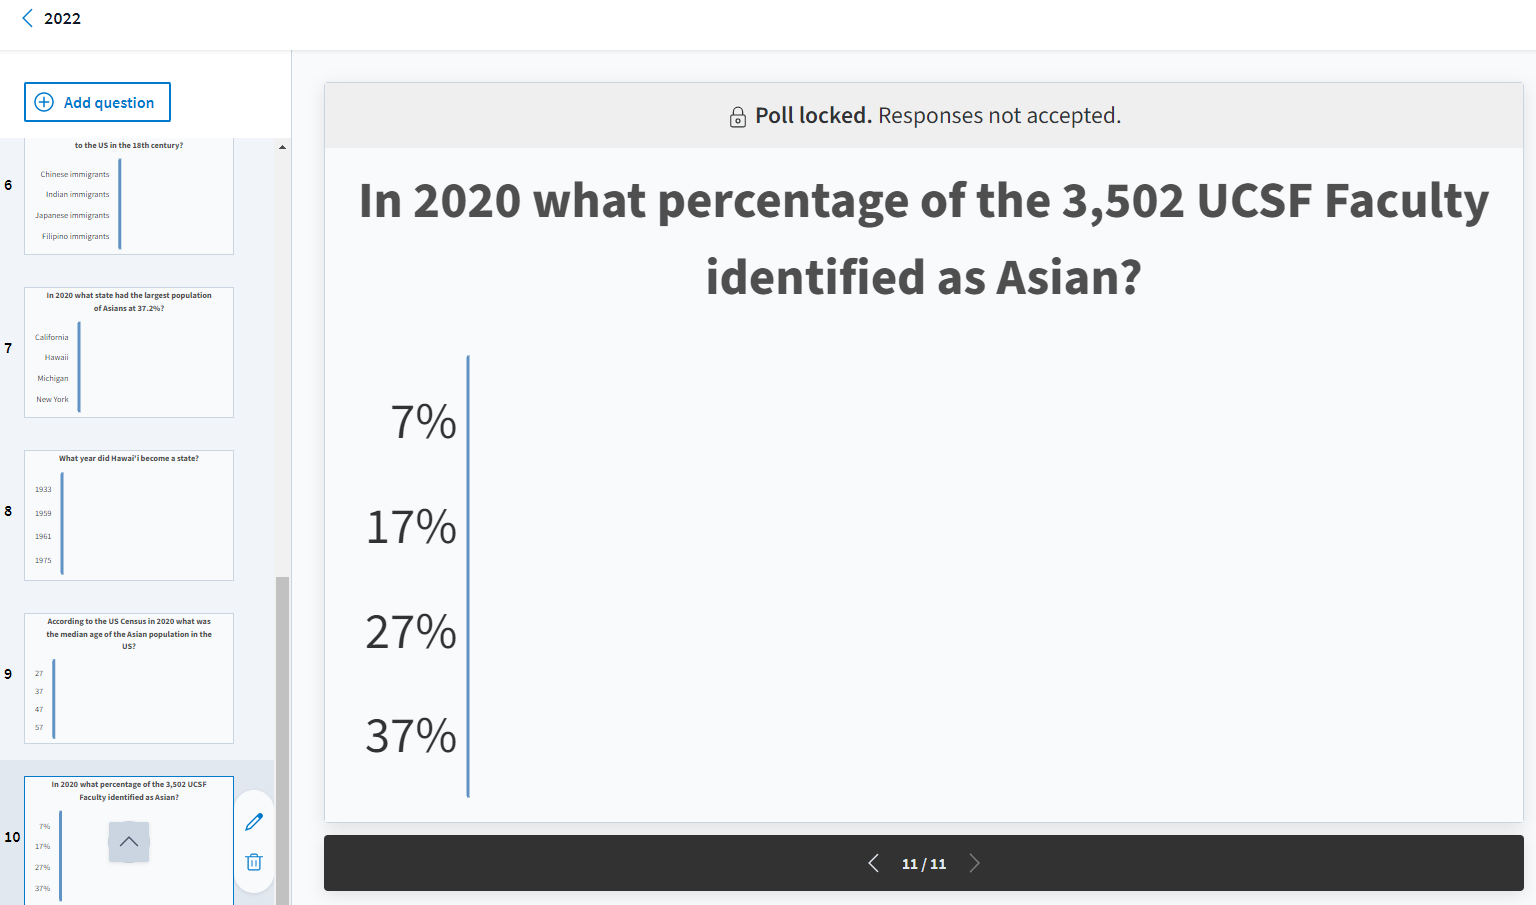 2022
Add question
to the US in the 18th century?
6
Chinese immigrants
Indian immigrants
Japanese immigrants
Filipino immigrants
In 2020 what state had the largest population
of Asians at 37.2%?
7
California
Hawaii
Michigan
New York
What year did Hawai'i become a state?
8
1933
1959
1961
1975
According to the US Census in 2020 what was
the median age of the Asian population in the
US?
9
27
37
47
57
In 2020 what percentage of the 3,502 UCSF
Faculty identified as Asian?
10
7%
17%
27%
37%
Poll locked. Responses not accepted.
In 2020 what percentage of the 3,502 UCSF Faculty
identified as Asian?
7%
17%
27%
37%
11 / 11